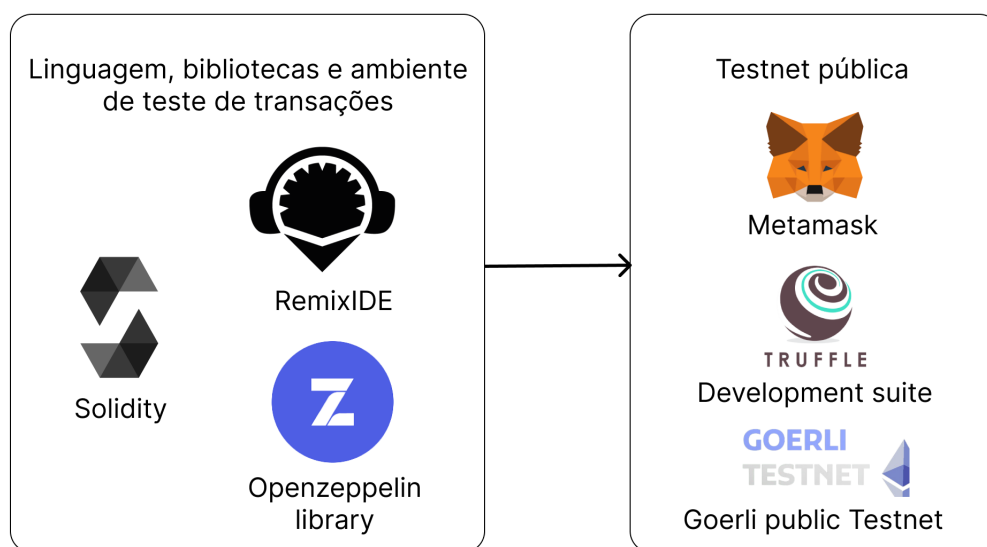 Linguagem, bibliotecas e ambiente
de teste de transações
RemixIDE
Solidity
Openzeppelin
library
Testnet pública
Metamask
TRUFFLE
Development suite
GOERLI
TESTNET
Goerli public Testnet